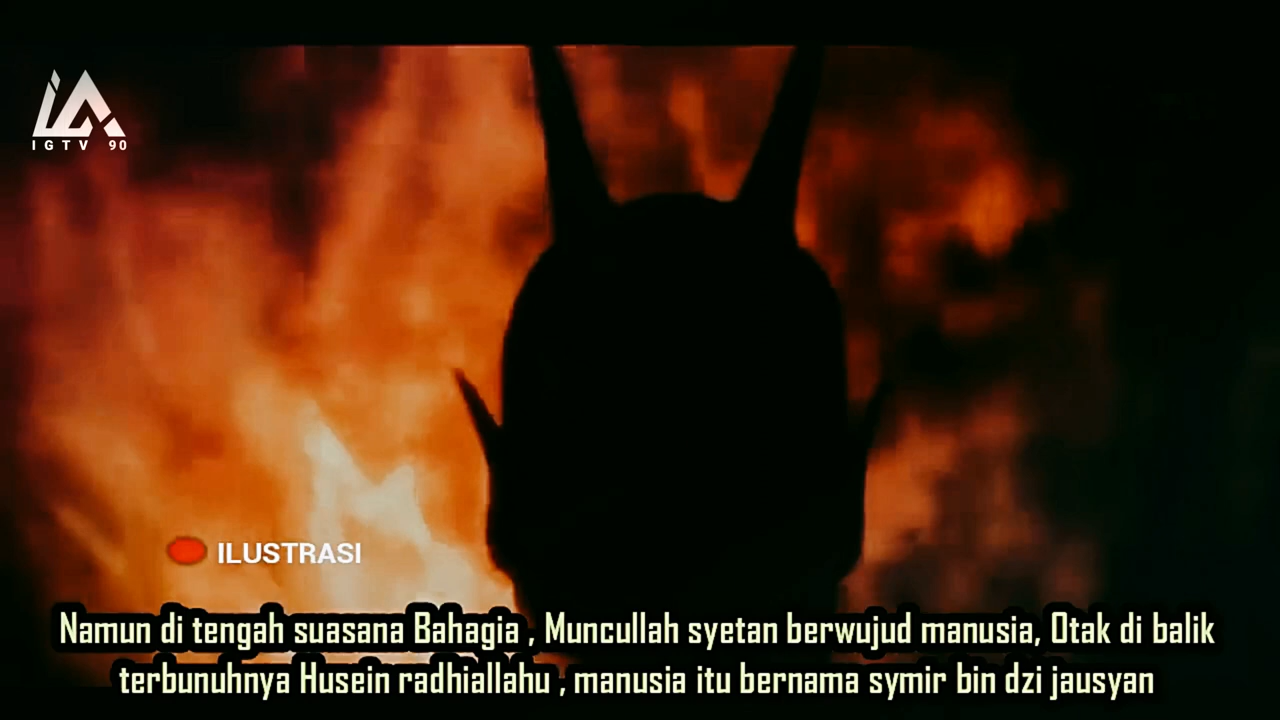 IA
IGTV 90
ILUSTRASI
Namun di tengah suasana Bahagia , Muncullah syetan berwujud manusia, Otak di balik
terbunuhnya Husein radhiallahu , manusia itu bernama symir bin dzi jausyan